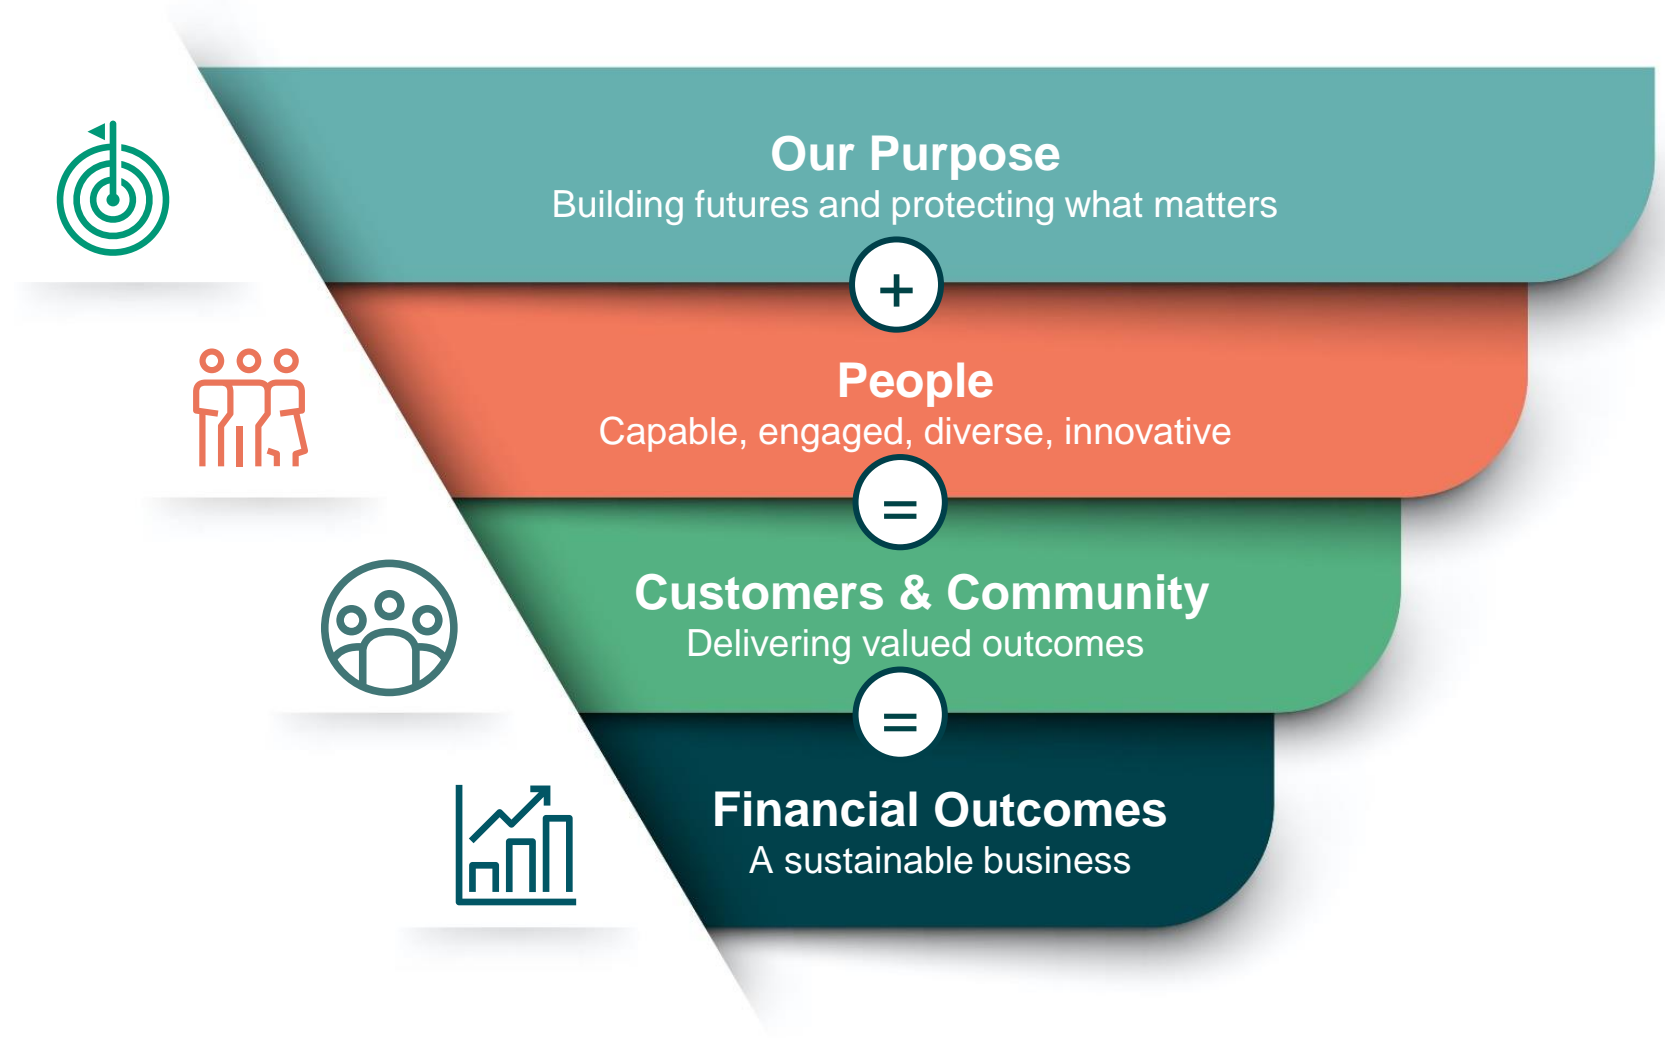 Our Purpose
Building futures and protecting what matters
+
People
Capable, engaged, diverse, innovative
=
Customers & Community
Delivering valued outcomes
=
Financial Outcomes
A sustainable business